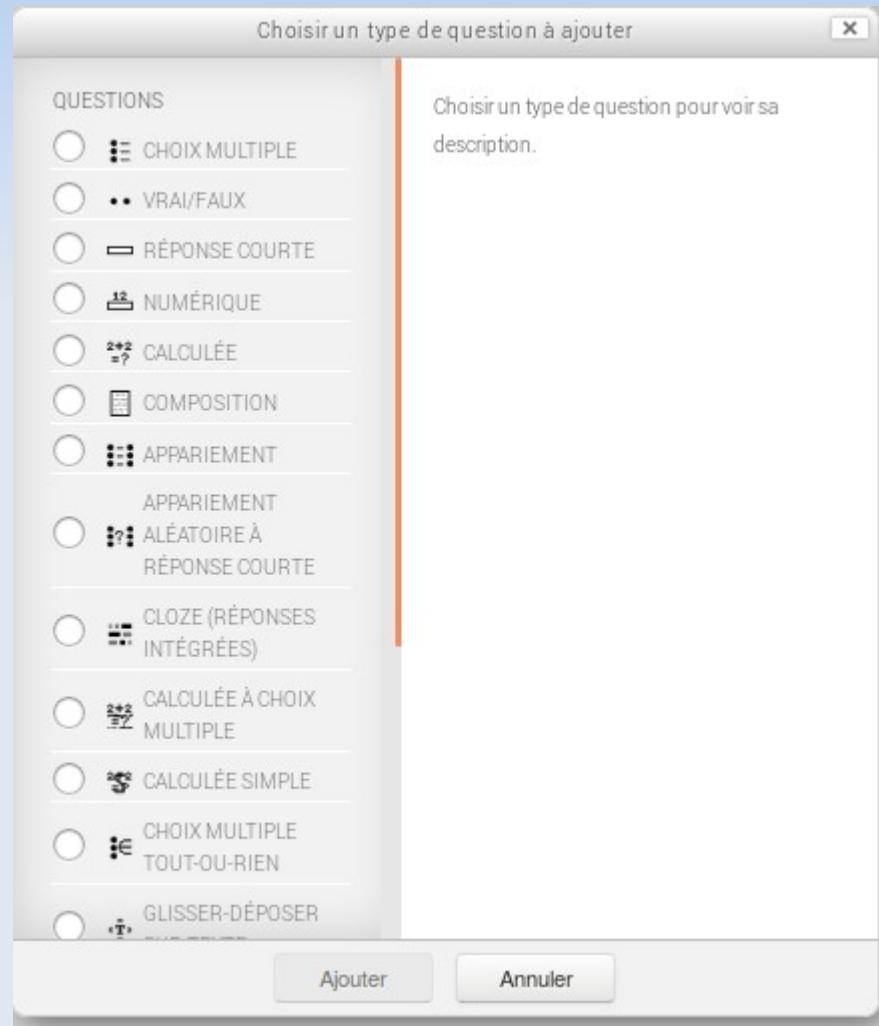 Choisir un type de question à ajouter
QUESTIONS
CHOIX MULTIPLE
VRAI/FAUX
RÉPONSE COURTE
NUMÉRIQUE
CALCULÉE
COMPOSITION
APPARIEMENT
APPARIEMENT
ALÉATOIRE À
RÉPONSE COURTE
CLOZE (RÉPONSES
INTÉGRÉES)
CALCULÉE À CHOIX
MULTIPLE
CALCULÉE SIMPLE
CHOIX MULTIPLE
TOUT-OU-RIEN
GLISSER-DÉPOSER
Choisir un type de question pour voir sa
description.
Ajouter
Annuler